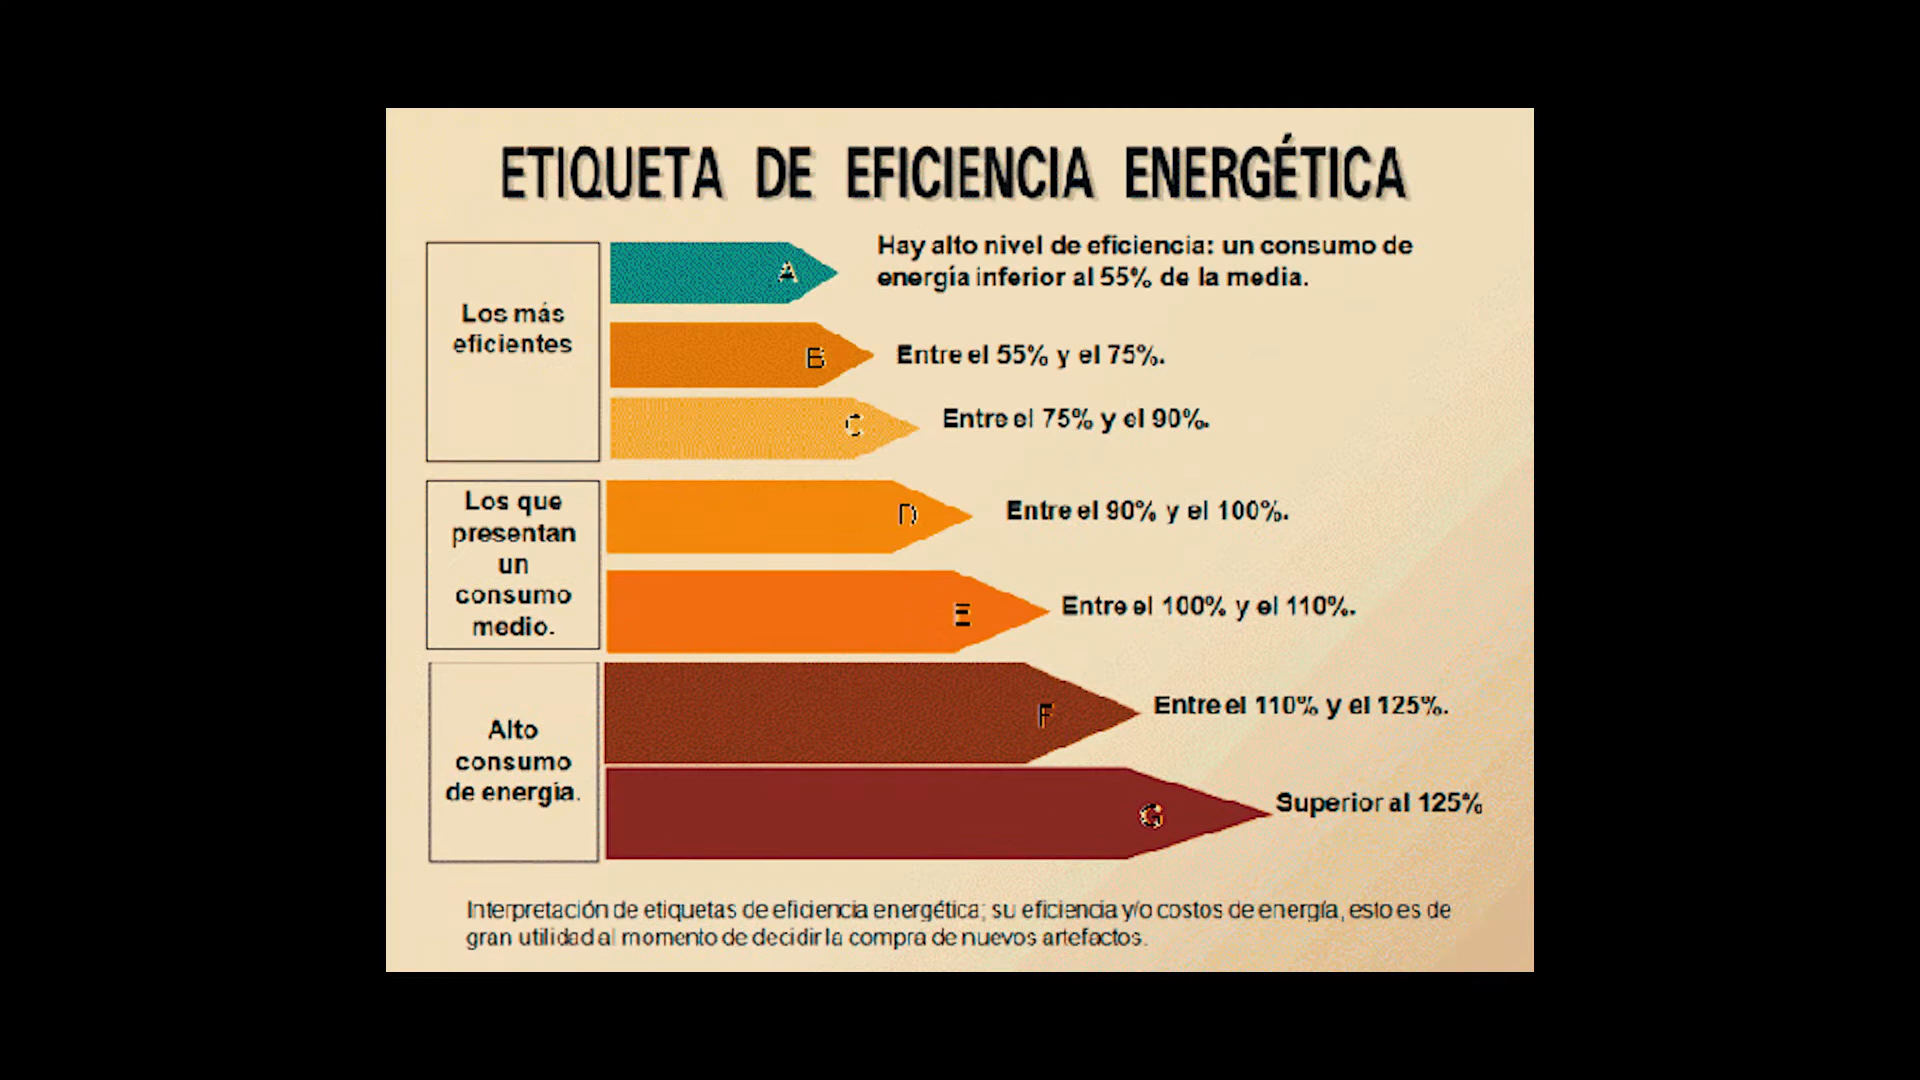 ETIQUETA DE EFICIENCIA ENERGÉTICA
Los más
eficientes
A
Hay alto nivel de eficiencia: un consumo de
energía inferior al 55% de la media.
B
Entre el 55% y el 75%.
C
Entre el 75% y el 90%.
Los que
presentan
un
consumo
medio.
D
Entre el 90% y el 100%.
E
Entre el 100% y el 110%.
Alto
consumo
de energía.
F
Entre el 110% y el 125%.
G
Superior al 125%
Interpretación de etiquetas de eficiencia energética; su eficiencia y/o costos de energía, esto es de
gran utilidad al momento de decidir la compra de nuevos artefactos.